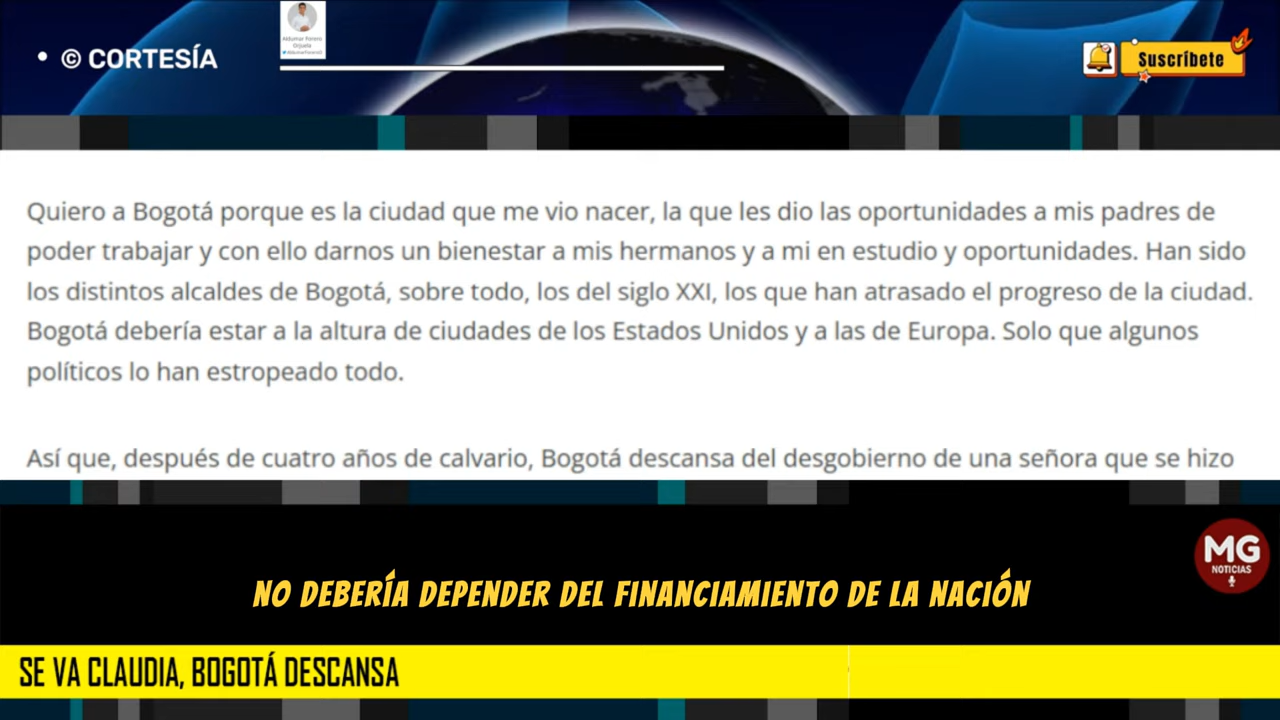 • © CORTESÍA
Aldumar Forero
Orjuela
Suscríbete
Quiero a Bogotá porque es la ciudad que me vio nacer, la que les dio las oportunidades a mis padres de
poder trabajar y con ello darnos un bienestar a mis hermanos y a mi en estudio y oportunidades. Han sido
los distintos alcaldes de Bogotá, sobre todo, los del siglo XXI, los que han atrasado el progreso de la ciudad.
Bogotá debería estar a la altura de ciudades de los Estados Unidos y a las de Europa. Solo que algunos
políticos lo han estropeado todo.
Así que, después de cuatro años de calvario, Bogotá descansa del desgobierno de una señora que se hizo
MG
NOTICIAS
NO DEBERÍA DEPENDER DEL FINANCIAMIENTO DE LA NACIÓN
SE VA CLAUDIA, BOGOTÁ DESCANSA